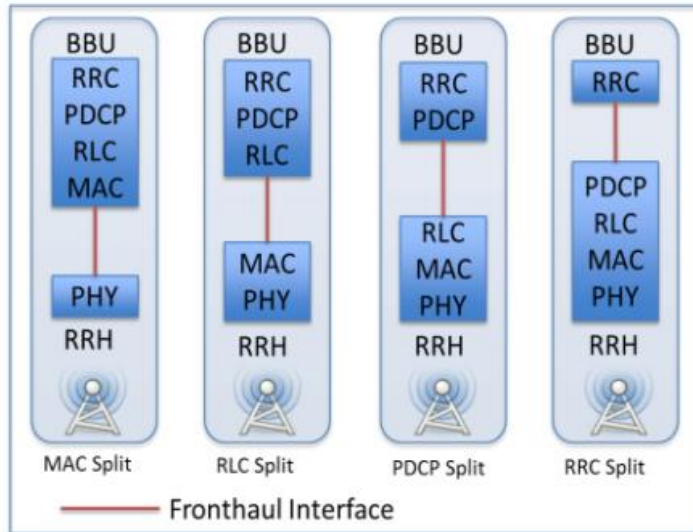 BBU
RRC
PDCP
RLC
MAC
PHY
RRH
MAC Split
BBU
RRC
PDCP
RLC
MAC
PHY
RRH
RLC Split
BBU
RRC
PDCP
RLC
MAC
PHY
RRH
PDCP Split
BBU
RRC
PDCP
RLC
MAC
PHY
RRH
RRC Split
Fronthaul Interface